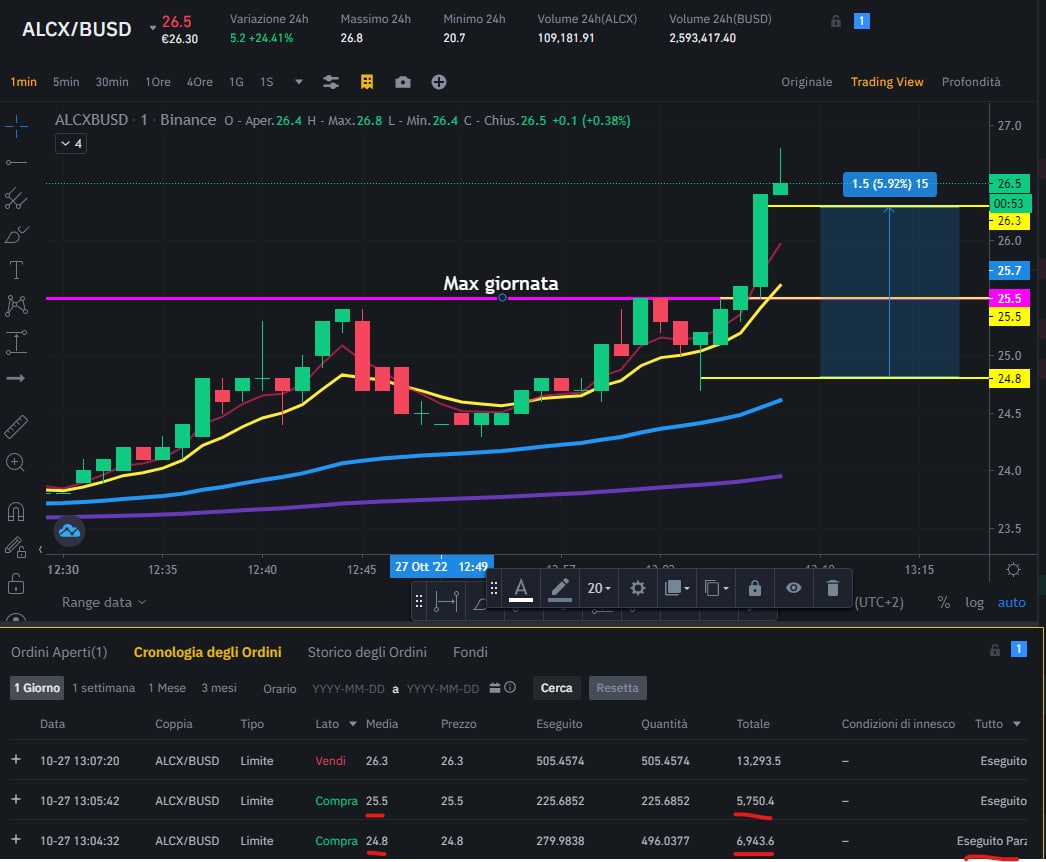 ALCX/BUSD
26.5
€26.30
Variazione 24h
5.2 +24.41%
Massimo 24h
26.8
Minimo 24h
20.7
Volume 24h(ALCX)
109,181.91
Volume 24h(BUSD)
2,593,417.40
1
1min 5min 30min 1Ore 4Ore 1G 1S
Originale Trading View Profondità
ALCXBUSD · 1 · Binance O - Aper.26.4 H - Max.26.8 L - Min.26.4 C - Chius.26.5 +0.1 (+0.38%)
4
27.0
1.5 (5.92%) 15
26.5
00:53
26.3
26.0
25.7
Max giornata
25.5
25.5
25.0
24.8
24.5
24.0
23.5
12:30 12:35 12:40 12:45 27 Ott '22 12:49 13:15
20
Range data
(UTC+2) % log auto
Ordini Aperti(1) Cronologia degli Ordini Storico degli Ordini Fondi
1
1 Giorno 1 settimana 1 Mese 3 mesi Orario YYYY-MM-DD a YYYY-MM-DD Cerca Resetta
Data Coppia Tipo Lato Media Prezzo Eseguito Quantità Totale Condizioni di innesco Tutto
+ 10-27 13:07:20 ALCX/BUSD Limite Vendi 26.3 26.3 505.4574 505.4574 13,293.5 – Eseguito
+ 10-27 13:05:42 ALCX/BUSD Limite Compra 25.5 25.5 225.6852 225.6852 5,750.4 – Eseguito
+ 10-27 13:04:32 ALCX/BUSD Limite Compra 24.8 24.8 279.9838 496.0377 6,943.6 – Eseguito Parz